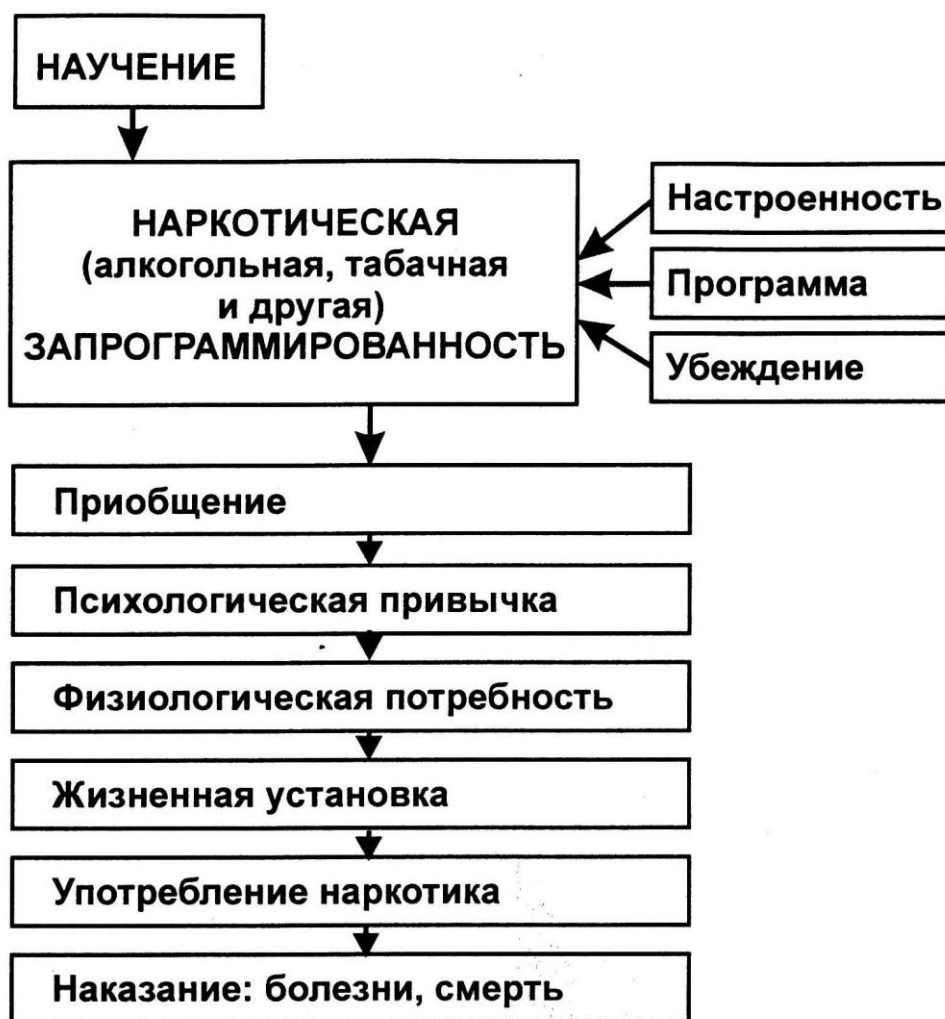 НАУЧЕНИЕ
НАРКОТИЧЕСКАЯ
(алкогольная, табачная
и другая)
ЗАПРОГРАММИРОВАННОСТЬ
Настроенность
Программа
Убеждение
Приобщение
Психологическая привычка
Физиологическая потребность
Жизненная установка
Употребление наркотика
Наказание: болезни, смерть